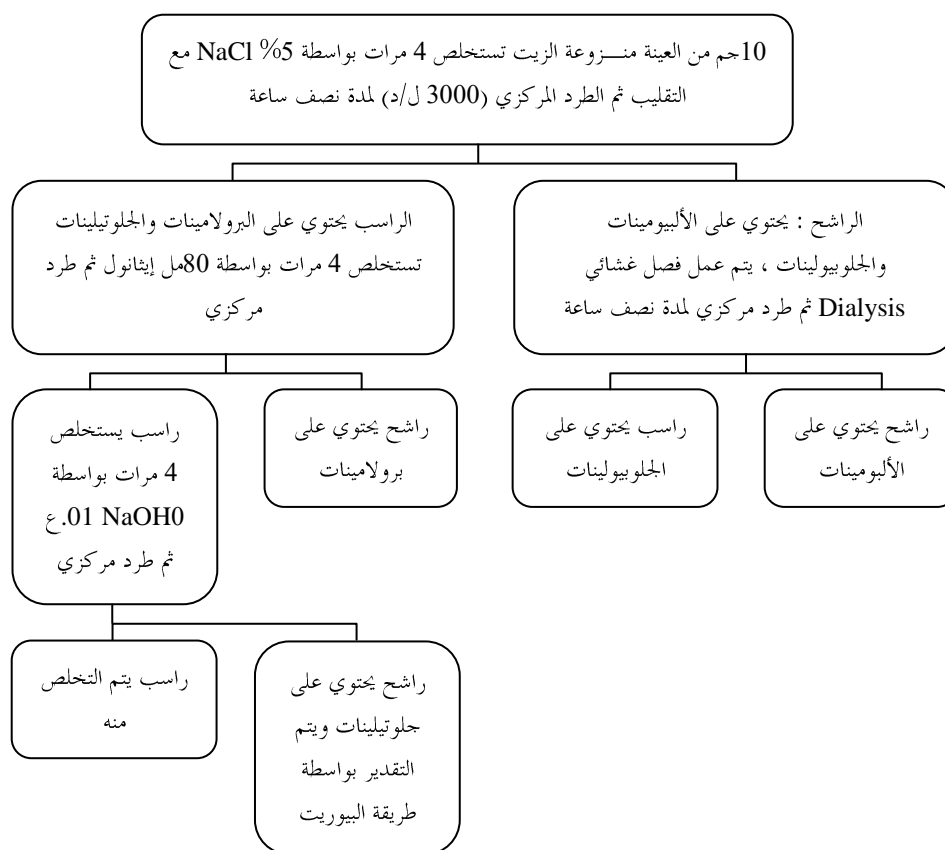 10جم من العينة منـــزوعة الزيت تستخلص 4 مرات بواسطة 5% NaCl مع
التقليب ثم الطرد المركزي (3000 ل/د) لمدة نصف ساعة
الراشح : يحتوي على الألبيومينات
والجلوبيولينات ، يتم عمل فصل غشائي
Dialysis ثم طرد مركزي لمدة نصف ساعة
الراسب يحتوي على البرولامينات والجلوتيلينات
تستخلص 4 مرات بواسطة 80مل إيثانول ثم طرد
مركزي
راشح يحتوي على
الألبومينات
راسب يحتوي على
الجلوبيولينات
راشح يحتوي على
برولامينات
راسب يستخلص
4 مرات بواسطة
01 NaOH0.ع
ثم طرد مركزي
راشح يحتوي على
جلوتيلينات ويتم
التقدير بواسطة
طريقة البيوريت
راسب يتم التخلص
منه